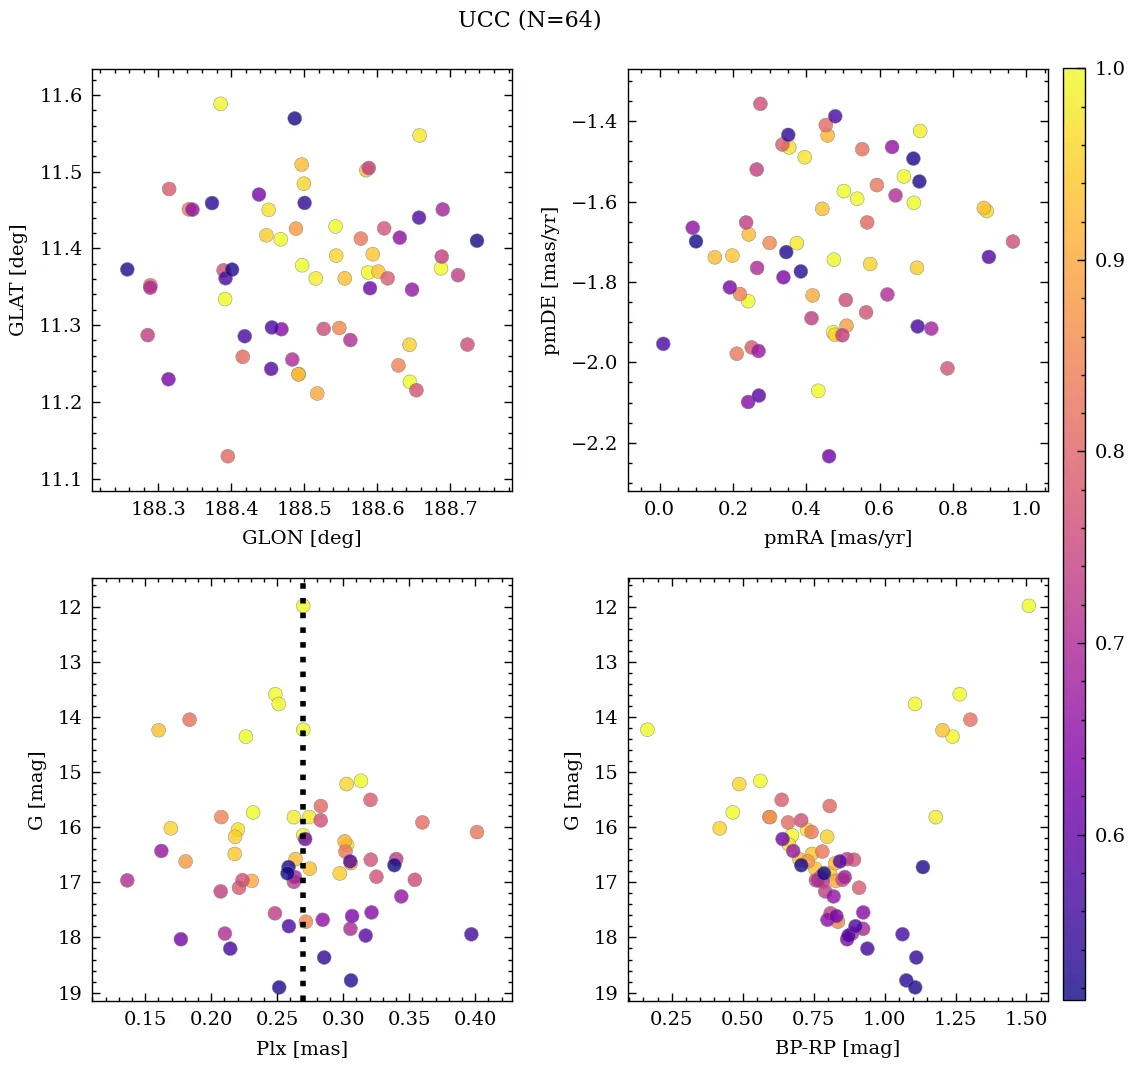 UCC (N=64)
11.6
11.5
11.4
11.3
11.2
11.1
GLAT [deg]
188.3 188.4 188.5 188.6 188.7
GLON [deg]
−1.4
−1.6
−1.8
−2.0
−2.2
pmDE [mas/yr]
0.0 0.2 0.4 0.6 0.8 1.0
pmRA [mas/yr]
1.0
0.9
0.8
0.7
0.6
12
13
14
15
16
17
18
19
G [mag]
0.15 0.20 0.25 0.30 0.35 0.40
Plx [mas]
12
13
14
15
16
17
18
19
G [mag]
0.25 0.50 0.75 1.00 1.25 1.50
BP-RP [mag]